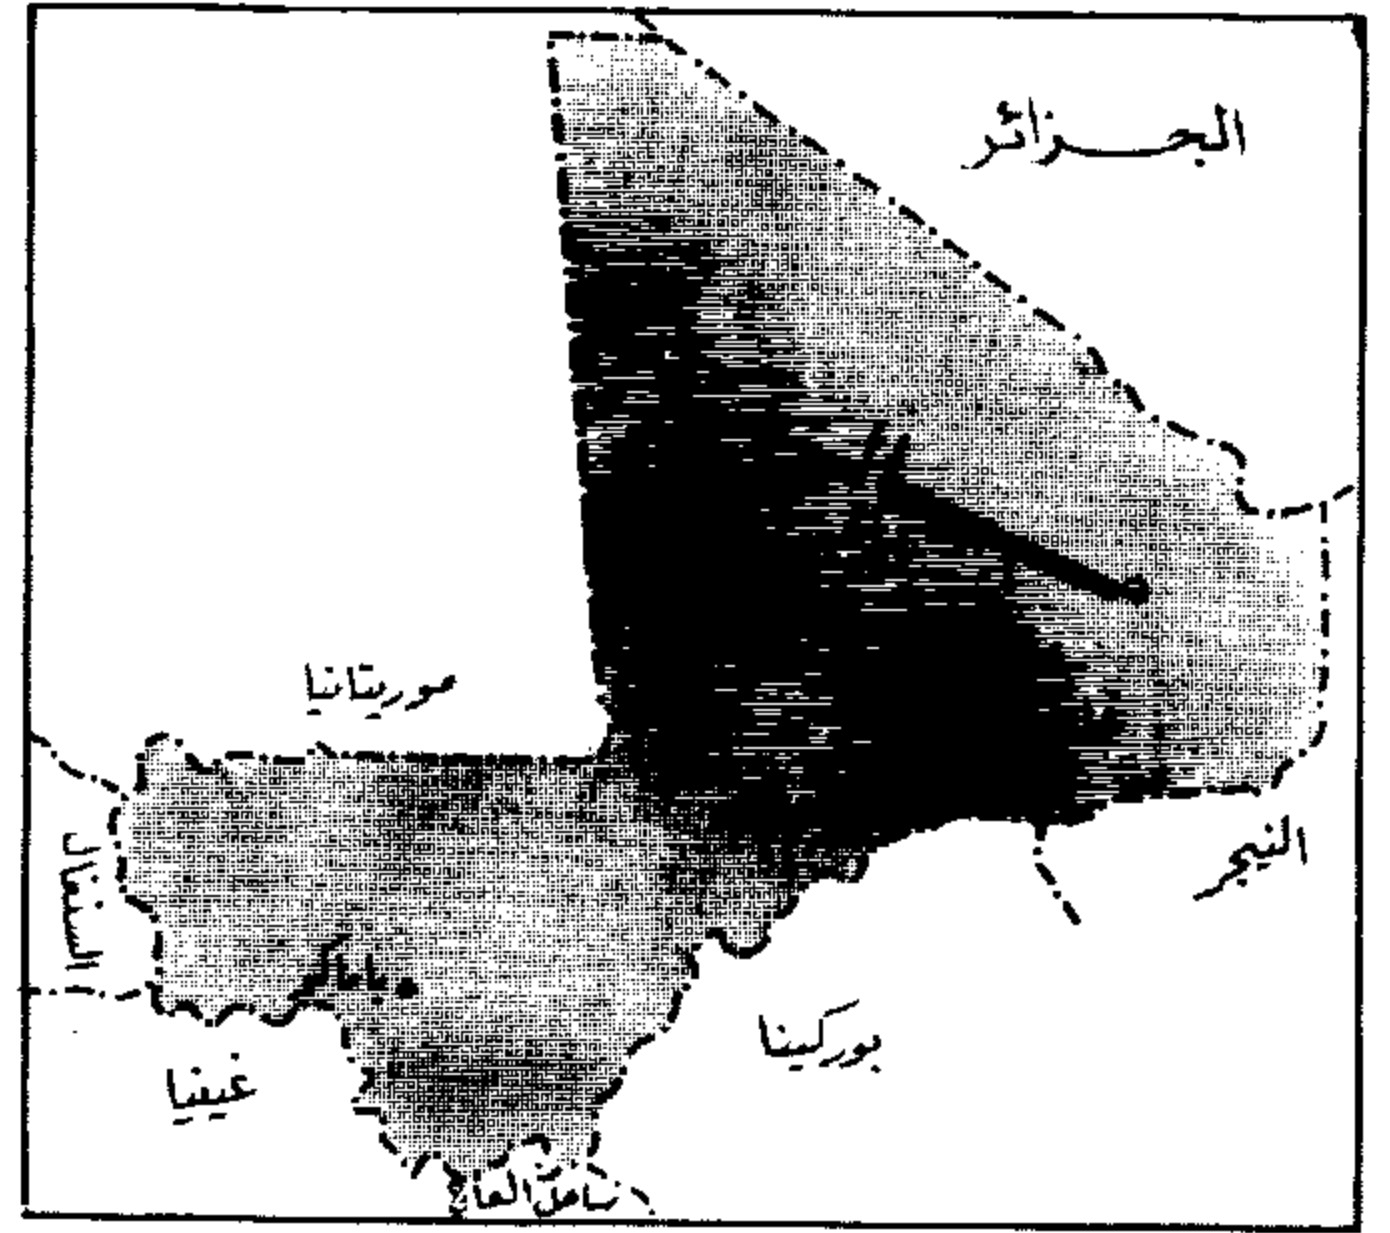 الجزائر
موريتانيا
النيجر
السنغال
باماكو
بوركينا
غينيا
ساحل العاج